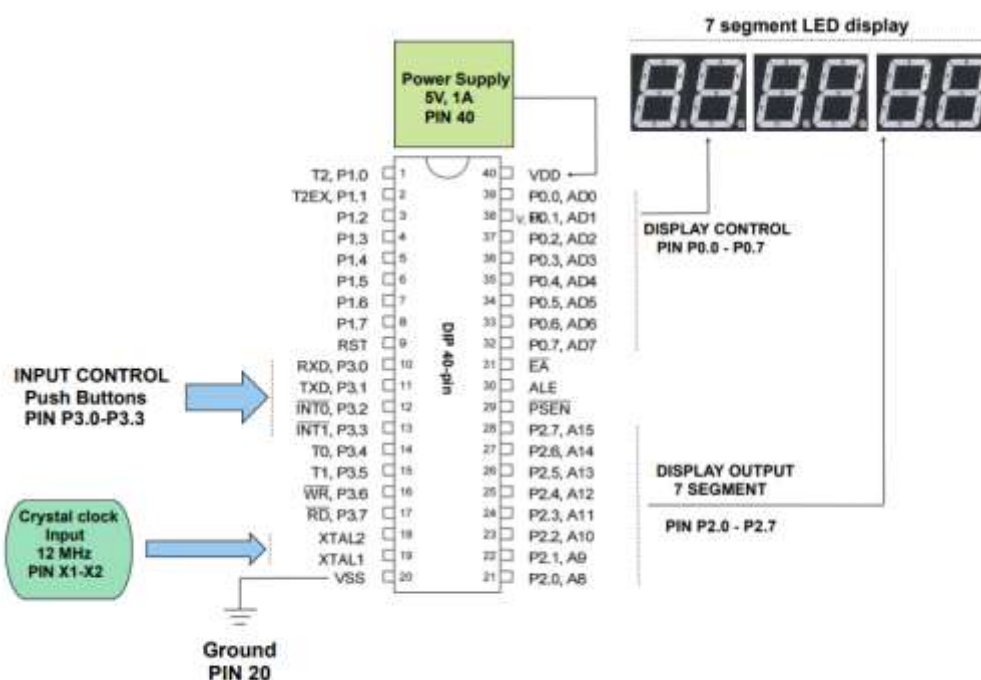 7 segment LED display
Power Supply
5V, 1A
PIN 40
T2, P1.0 1
T2EX, P1.1 2
P1.2 3
P1.3 4
P1.4 5
P1.5 6
P1.6 7
P1.7 8
RST 9
RXD, P3.0 10
TXD, P3.1 11
INT0, P3.2 12
INT1, P3.3 13
T0, P3.4 14
T1, P3.5 15
WR, P3.6 16
RD, P3.7 17
XTAL2 18
XTAL1 19
VSS 20
DIP 40-pin
40 VDD
39 P0.0, AD0
38 P0.1, AD1
37 P0.2, AD2
36 P0.3, AD3
35 P0.4, AD4
34 P0.5, AD5
33 P0.6, AD6
32 P0.7, AD7
31 EA
30 ALE
29 PSEN
28 P2.7, A15
27 P2.6, A14
26 P2.5, A13
25 P2.4, A12
24 P2.3, A11
23 P2.2, A10
22 P2.1, A9
21 P2.0, A8
DISPLAY CONTROL
PIN P0.0 - P0.7
DISPLAY OUTPUT
7 SEGMENT
PIN P2.0 - P2.7
INPUT CONTROL
Push Buttons
PIN P3.0-P3.3
Crystal clock
Input
12 MHz
PIN X1-X2
Ground
PIN 20